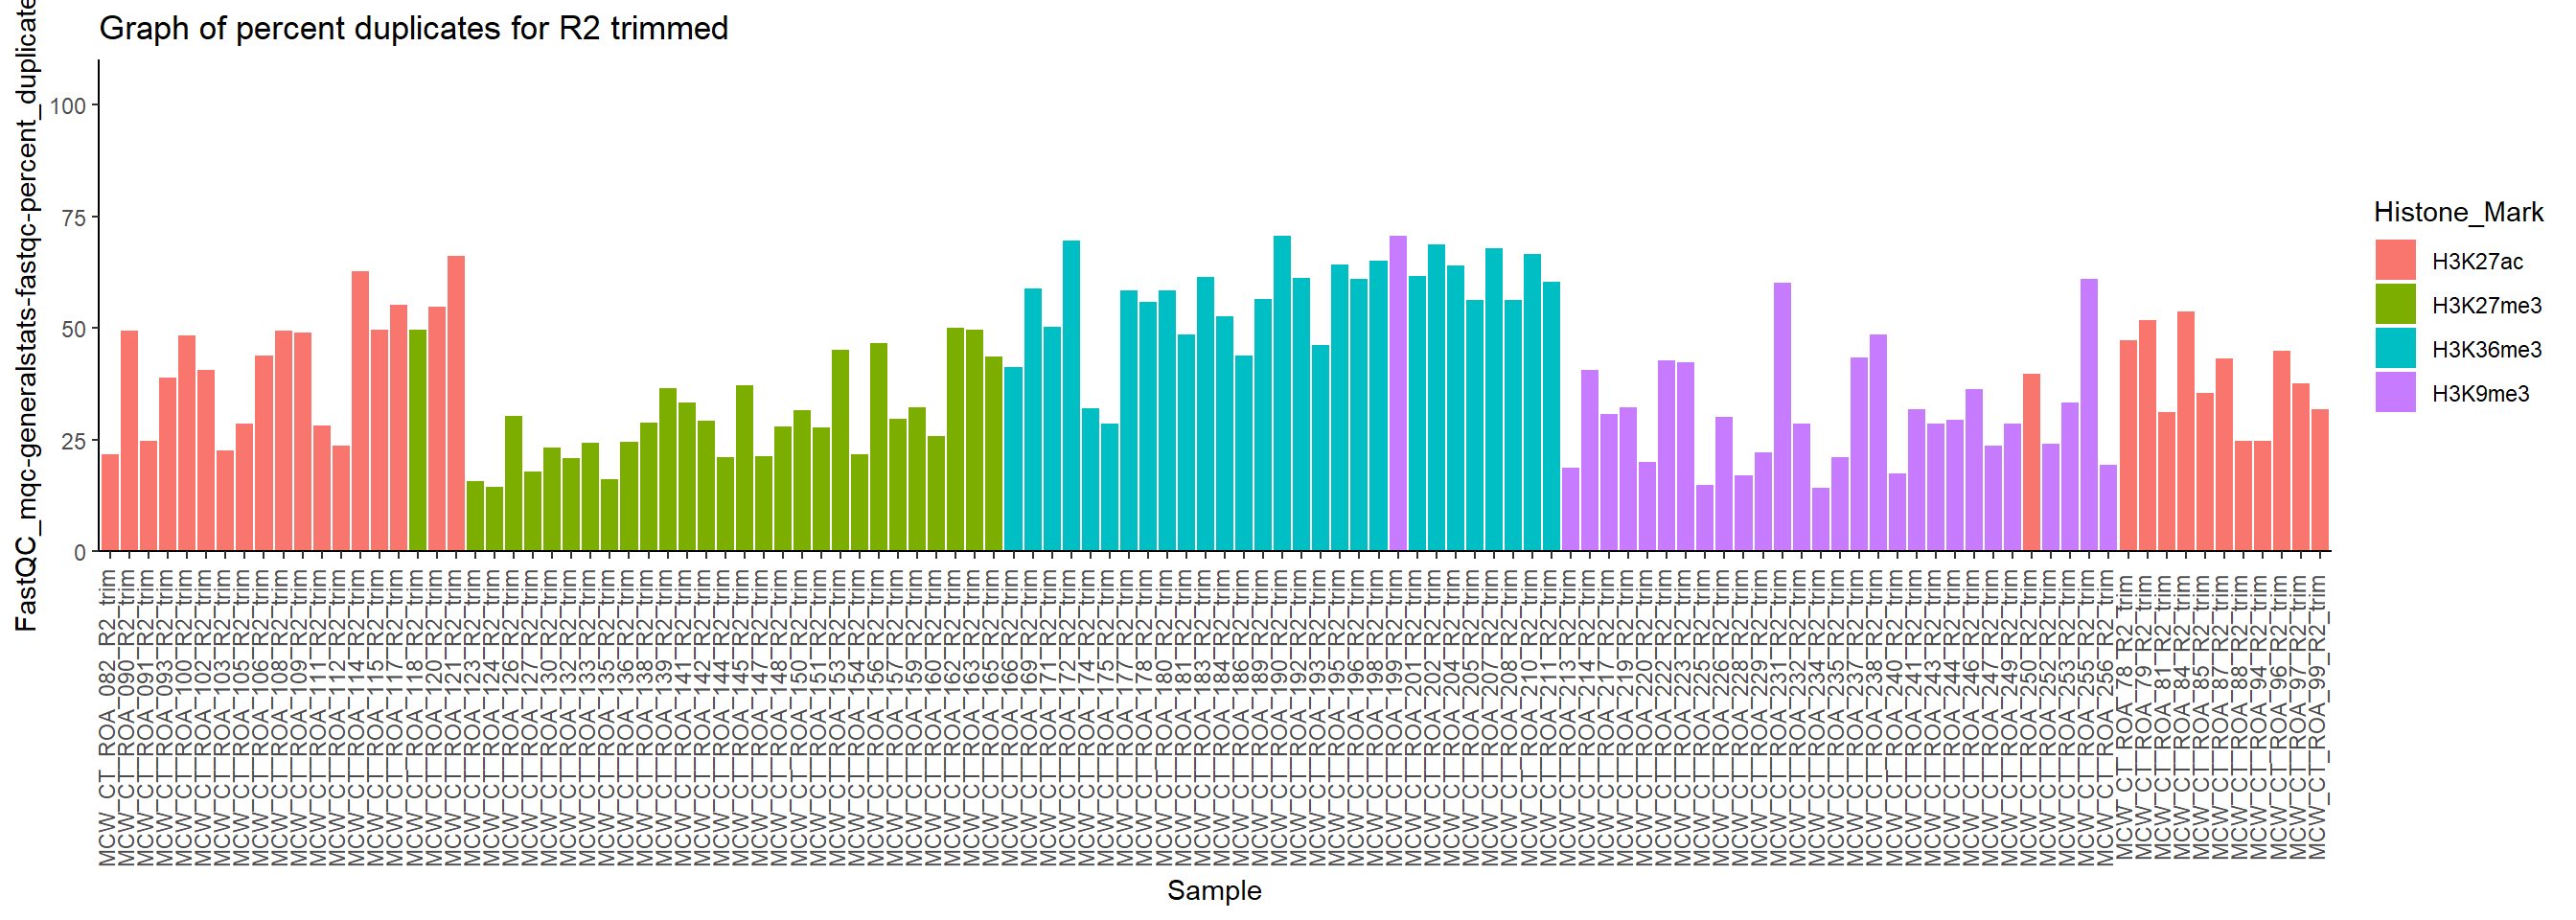 Graph of percent duplicates for R2 trimmed
FastQC_mqc-generalstats-fastqc-percent_duplicate
100
75
50
25
0
MCW_CT_ROA_082_R2_trim
MCW_CT_ROA_090_R2_trim
MCW_CT_ROA_091_R2_trim
MCW_CT_ROA_093_R2_trim
MCW_CT_ROA_100_R2_trim
MCW_CT_ROA_102_R2_trim
MCW_CT_ROA_103_R2_trim
MCW_CT_ROA_105_R2_trim
MCW_CT_ROA_106_R2_trim
MCW_CT_ROA_108_R2_trim
MCW_CT_ROA_109_R2_trim
MCW_CT_ROA_111_R2_trim
MCW_CT_ROA_112_R2_trim
MCW_CT_ROA_114_R2_trim
MCW_CT_ROA_115_R2_trim
MCW_CT_ROA_117_R2_trim
MCW_CT_ROA_118_R2_trim
MCW_CT_ROA_120_R2_trim
MCW_CT_ROA_121_R2_trim
MCW_CT_ROA_123_R2_trim
MCW_CT_ROA_124_R2_trim
MCW_CT_ROA_126_R2_trim
MCW_CT_ROA_127_R2_trim
MCW_CT_ROA_130_R2_trim
MCW_CT_ROA_132_R2_trim
MCW_CT_ROA_133_R2_trim
MCW_CT_ROA_135_R2_trim
MCW_CT_ROA_136_R2_trim
MCW_CT_ROA_138_R2_trim
MCW_CT_ROA_139_R2_trim
MCW_CT_ROA_141_R2_trim
MCW_CT_ROA_142_R2_trim
MCW_CT_ROA_144_R2_trim
MCW_CT_ROA_145_R2_trim
MCW_CT_ROA_147_R2_trim
MCW_CT_ROA_148_R2_trim
MCW_CT_ROA_150_R2_trim
MCW_CT_ROA_151_R2_trim
MCW_CT_ROA_153_R2_trim
MCW_CT_ROA_154_R2_trim
MCW_CT_ROA_156_R2_trim
MCW_CT_ROA_157_R2_trim
MCW_CT_ROA_159_R2_trim
MCW_CT_ROA_160_R2_trim
MCW_CT_ROA_162_R2_trim
MCW_CT_ROA_163_R2_trim
MCW_CT_ROA_165_R2_trim
MCW_CT_ROA_166_R2_trim
MCW_CT_ROA_169_R2_trim
MCW_CT_ROA_171_R2_trim
MCW_CT_ROA_172_R2_trim
MCW_CT_ROA_174_R2_trim
MCW_CT_ROA_175_R2_trim
MCW_CT_ROA_177_R2_trim
MCW_CT_ROA_178_R2_trim
MCW_CT_ROA_180_R2_trim
MCW_CT_ROA_181_R2_trim
MCW_CT_ROA_183_R2_trim
MCW_CT_ROA_184_R2_trim
MCW_CT_ROA_186_R2_trim
MCW_CT_ROA_189_R2_trim
MCW_CT_ROA_190_R2_trim
MCW_CT_ROA_192_R2_trim
MCW_CT_ROA_193_R2_trim
MCW_CT_ROA_195_R2_trim
MCW_CT_ROA_196_R2_trim
MCW_CT_ROA_198_R2_trim
MCW_CT_ROA_199_R2_trim
MCW_CT_ROA_201_R2_trim
MCW_CT_ROA_202_R2_trim
MCW_CT_ROA_204_R2_trim
MCW_CT_ROA_205_R2_trim
MCW_CT_ROA_207_R2_trim
MCW_CT_ROA_208_R2_trim
MCW_CT_ROA_210_R2_trim
MCW_CT_ROA_211_R2_trim
MCW_CT_ROA_213_R2_trim
MCW_CT_ROA_214_R2_trim
MCW_CT_ROA_217_R2_trim
MCW_CT_ROA_219_R2_trim
MCW_CT_ROA_220_R2_trim
MCW_CT_ROA_222_R2_trim
MCW_CT_ROA_223_R2_trim
MCW_CT_ROA_225_R2_trim
MCW_CT_ROA_226_R2_trim
MCW_CT_ROA_228_R2_trim
MCW_CT_ROA_229_R2_trim
MCW_CT_ROA_231_R2_trim
MCW_CT_ROA_232_R2_trim
MCW_CT_ROA_234_R2_trim
MCW_CT_ROA_235_R2_trim
MCW_CT_ROA_237_R2_trim
MCW_CT_ROA_238_R2_trim
MCW_CT_ROA_240_R2_trim
MCW_CT_ROA_241_R2_trim
MCW_CT_ROA_243_R2_trim
MCW_CT_ROA_244_R2_trim
MCW_CT_ROA_246_R2_trim
MCW_CT_ROA_247_R2_trim
MCW_CT_ROA_249_R2_trim
MCW_CT_ROA_250_R2_trim
MCW_CT_ROA_252_R2_trim
MCW_CT_ROA_253_R2_trim
MCW_CT_ROA_255_R2_trim
MCW_CT_ROA_256_R2_trim
MCW_CT_ROA_78_R2_trim
MCW_CT_ROA_79_R2_trim
MCW_CT_ROA_81_R2_trim
MCW_CT_ROA_84_R2_trim
MCW_CT_ROA_85_R2_trim
MCW_CT_ROA_87_R2_trim
MCW_CT_ROA_88_R2_trim
MCW_CT_ROA_94_R2_trim
MCW_CT_ROA_96_R2_trim
MCW_CT_ROA_97_R2_trim
MCW_CT_ROA_99_R2_trim
Sample
Histone_Mark
H3K27ac
H3K27me3
H3K36me3
H3K9me3